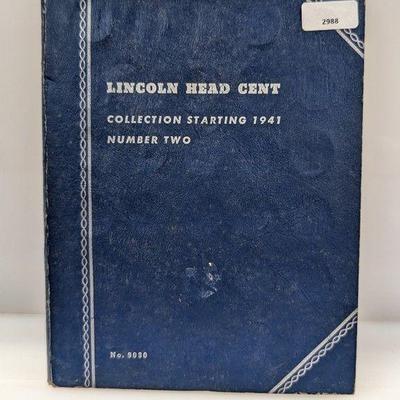 2988
LINCOLN HEAD CENT
COLLECTION STARTING 1941
NUMBER TWO
No. 9030